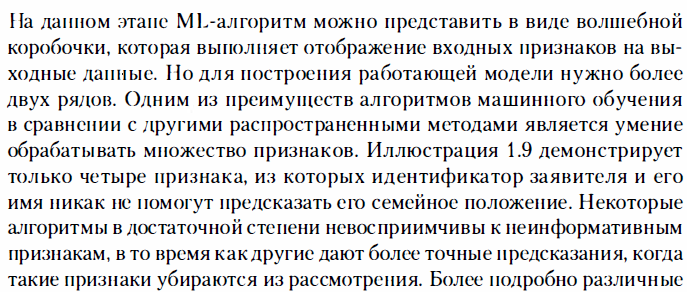 На данном этапе ML-алгоритм можно представить в виде волшебной
коробочки, которая выполняет отображение входных признаков на вы-
ходные данные. Но для построения работающей модели нужно более
двух рядов. Одним из преимуществ алгоритмов машинного обучения
в сравнении с другими распространенными методами является умение
обрабатывать множество признаков. Иллюстрация 1.9 демонстрирует
только четыре признака, из которых идентификатор заявителя и его
имя никак не помогут предсказать его семейное положение. Некоторые
алгоритмы в достаточной степени невосприимчивы к неинформативным
признакам, в то время как другие дают более точные предсказания, когда
такие признаки убираются из рассмотрения. Более подробно различные